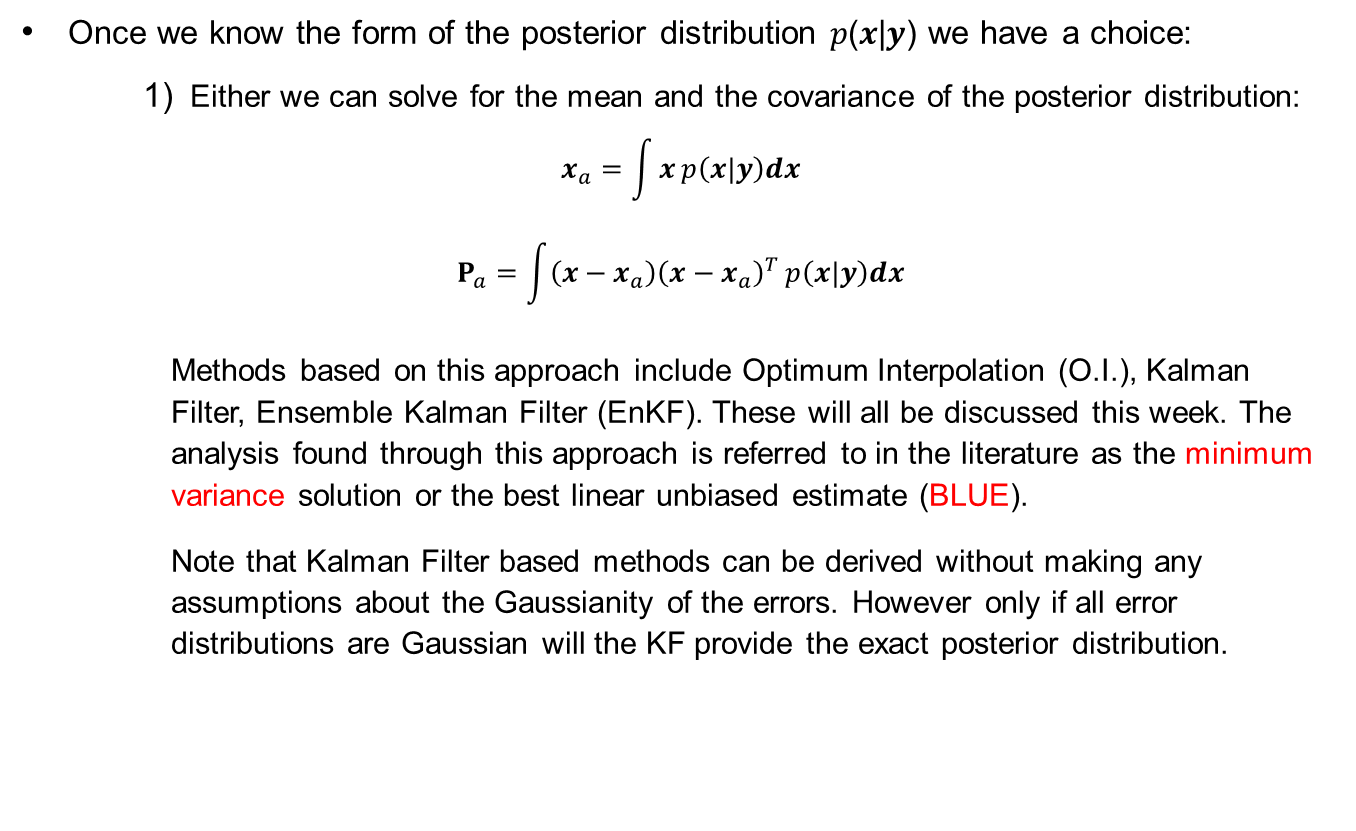 • Once we know the form of the posterior distribution p(x|y) we have a choice:
1) Either we can solve for the mean and the covariance of the posterior distribution:
xₐ = ∫ x p(x|y)dx
Pₐ = ∫(x − xₐ)(x − xₐ)ᵀ p(x|y)dx
Methods based on this approach include Optimum Interpolation (O.I.), Kalman
Filter, Ensemble Kalman Filter (EnKF). These will all be discussed this week. The
analysis found through this approach is referred to in the literature as the minimum
variance solution or the best linear unbiased estimate (BLUE).
Note that Kalman Filter based methods can be derived without making any
assumptions about the Gaussianity of the errors. However only if all error
distributions are Gaussian will the KF provide the exact posterior distribution.